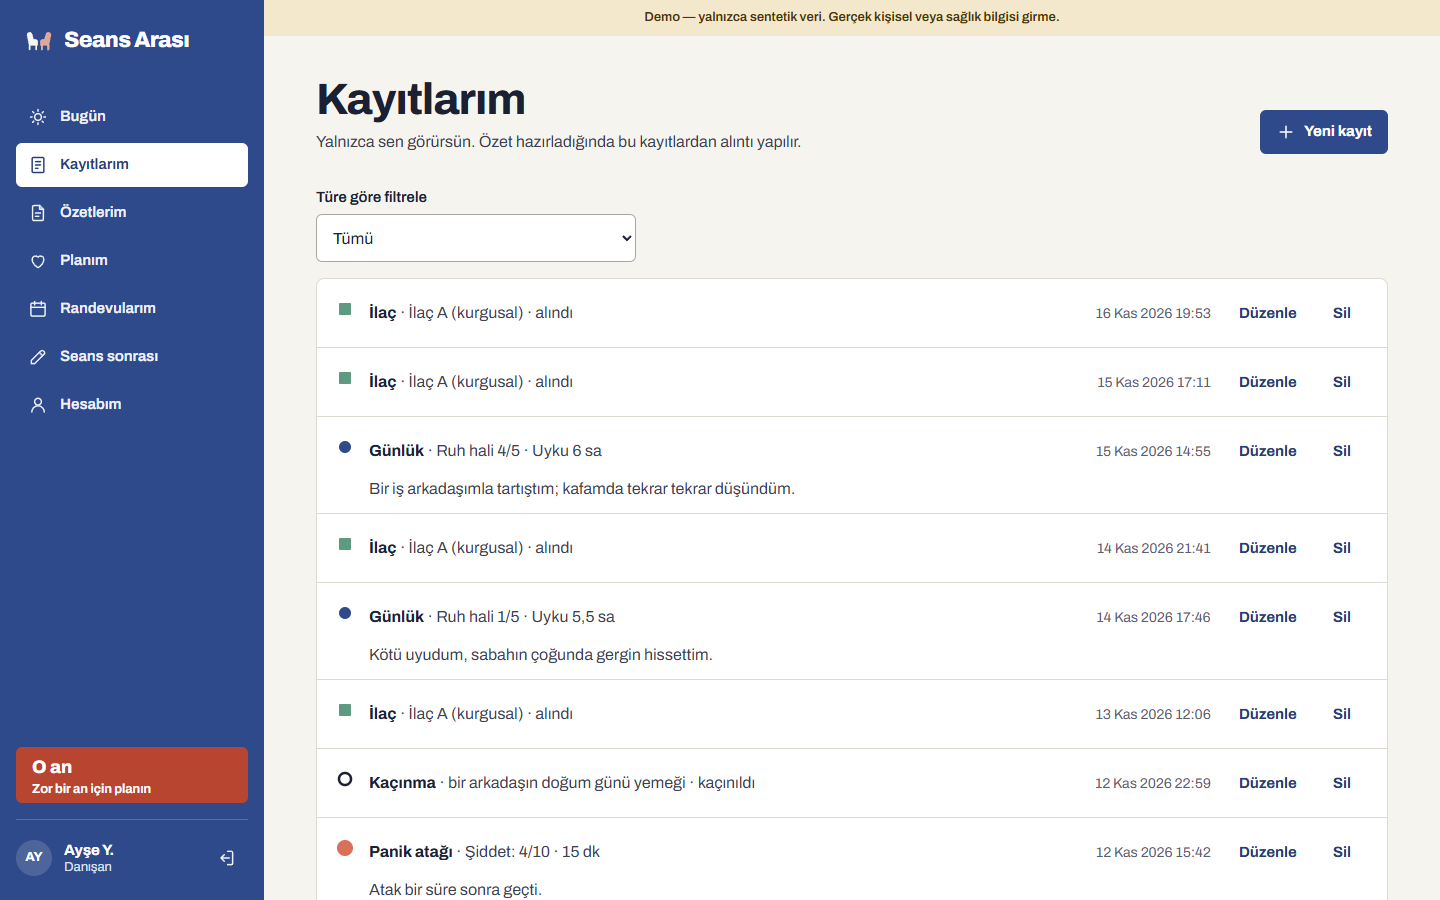 Demo — yalnızca sentetik veri. Gerçek kişisel veya sağlık bilgisi girme.
Seans Arası
Bugün
Kayıtlarım
Özetlerim
Planım
Randevularım
Seans sonrası
Hesabım
O an
Zor bir an için planın
AY
Ayşe Y.
Danışan
Kayıtlarım
Yalnızca sen görürsün. Özet hazırladığında bu kayıtlardan alıntı yapılır.
Yeni kayıt
Türe göre filtrele
Tümü
İlaç · İlaç A (kurgusal) · alındı 16 Kas 2026 19:53 Düzenle Sil
İlaç · İlaç A (kurgusal) · alındı 15 Kas 2026 17:11 Düzenle Sil
Günlük · Ruh hali 4/5 · Uyku 6 sa 15 Kas 2026 14:55 Düzenle Sil
Bir iş arkadaşımla tartıştım; kafamda tekrar tekrar düşündüm.
İlaç · İlaç A (kurgusal) · alındı 14 Kas 2026 21:41 Düzenle Sil
Günlük · Ruh hali 1/5 · Uyku 5,5 sa 14 Kas 2026 17:46 Düzenle Sil
Kötü uyudum, sabahın çoğunda gergin hissettim.
İlaç · İlaç A (kurgusal) · alındı 13 Kas 2026 12:06 Düzenle Sil
Kaçınma · bir arkadaşın doğum günü yemeği · kaçınıldı 12 Kas 2026 22:59 Düzenle Sil
Panik atağı · Şiddet: 4/10 · 15 dk 12 Kas 2026 15:42 Düzenle Sil
Atak bir süre sonra geçti.